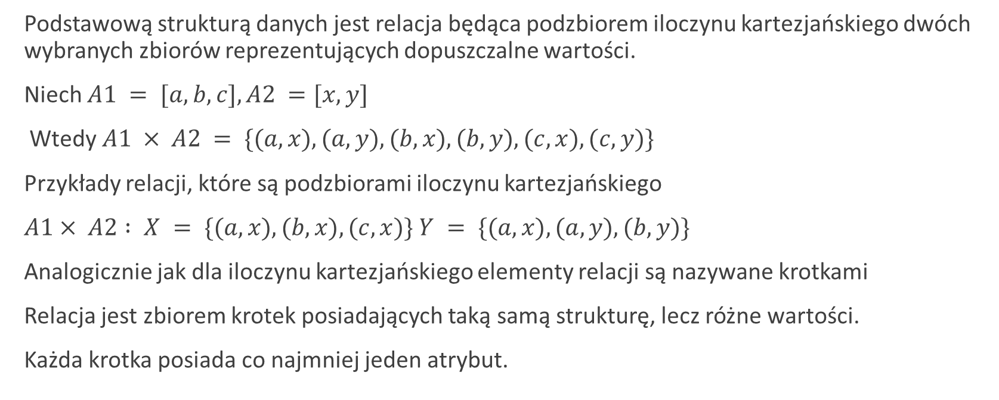 Podstawową strukturą danych jest relacja będąca podzbiorem iloczynu kartezjańskiego dwóch
wybranych zbiorów reprezentujących dopuszczalne wartości.
Niech A1 = [a, b, c], A2 = [x, y]
Wtedy A1 × A2 = {(a, x), (a, y), (b, x), (b, y), (c, x), (c, y)}
Przykłady relacji, które są podzbiorami iloczynu kartezjańskiego
A1 × A2 : X = {(a, x), (b, x), (c, x)} Y = {(a, x), (a, y), (b, y)}
Analogicznie jak dla iloczynu kartezjańskiego elementy relacji są nazywane krotkami
Relacja jest zbiorem krotek posiadających taką samą strukturę, lecz różne wartości.
Każda krotka posiada co najmniej jeden atrybut.